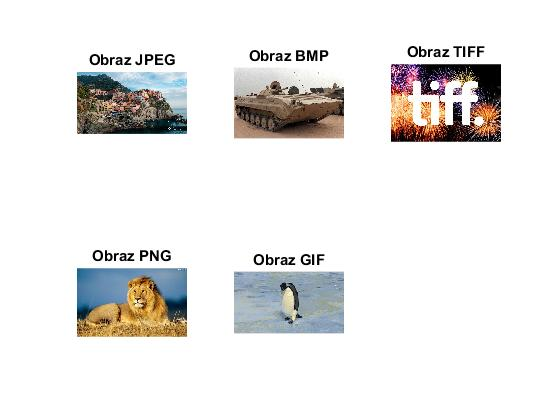 Obraz JPEG
Obraz BMP
Obraz TIFF
tiff.
Obraz PNG
Obraz GIF